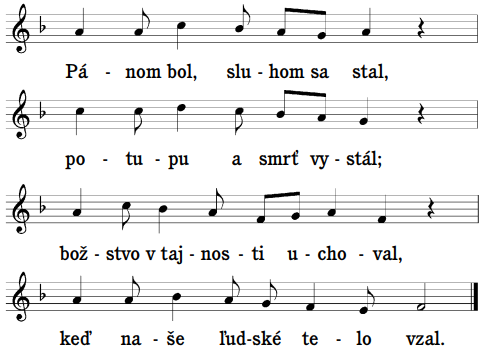 Pá - nom bol, slu - hom sa stal,
po - tu - pu a smrť vy - stál;
bož - stvo v taj - nos - ti u - cho - val,
keď na - še ľud - ské te - lo vzal.